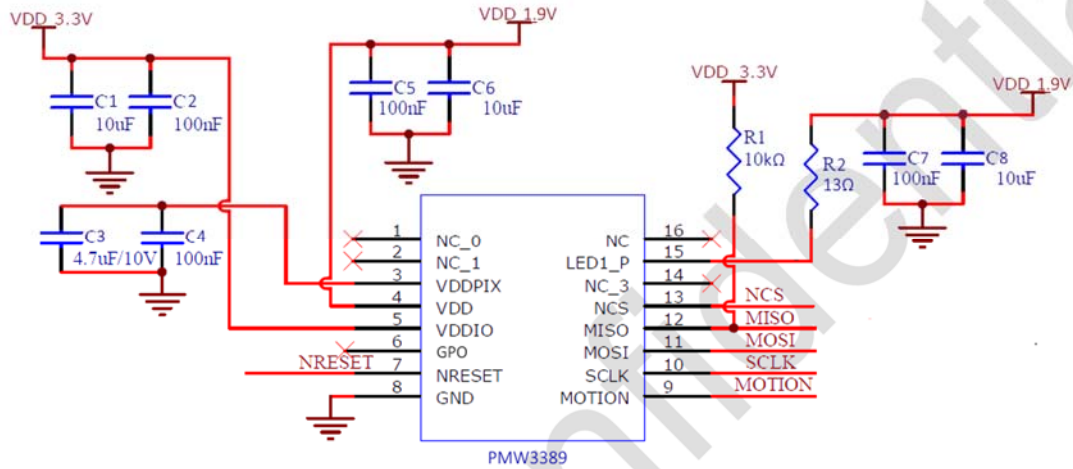 VDD_3.3V
VDD_1.9V
C1
10uF
C2
100nF
C5
100nF
C6
10uF
VDD_3.3V
VDD_1.9V
R1
10kΩ
R2
13Ω
C7
100nF
C8
10uF
C3
4.7uF/10V
C4
100nF
1 NC_0
2 NC_1
3 VDDPIX
4 VDD
5 VDDIO
6 GPO
NRESET 7 NRESET
8 GND
NC 16
LED1_P 15
NC_3 14
NCS 13 NCS
MISO 12 MISO
MOSI 11 MOSI
SCLK 10 SCLK
MOTION 9 MOTION
PMW3389